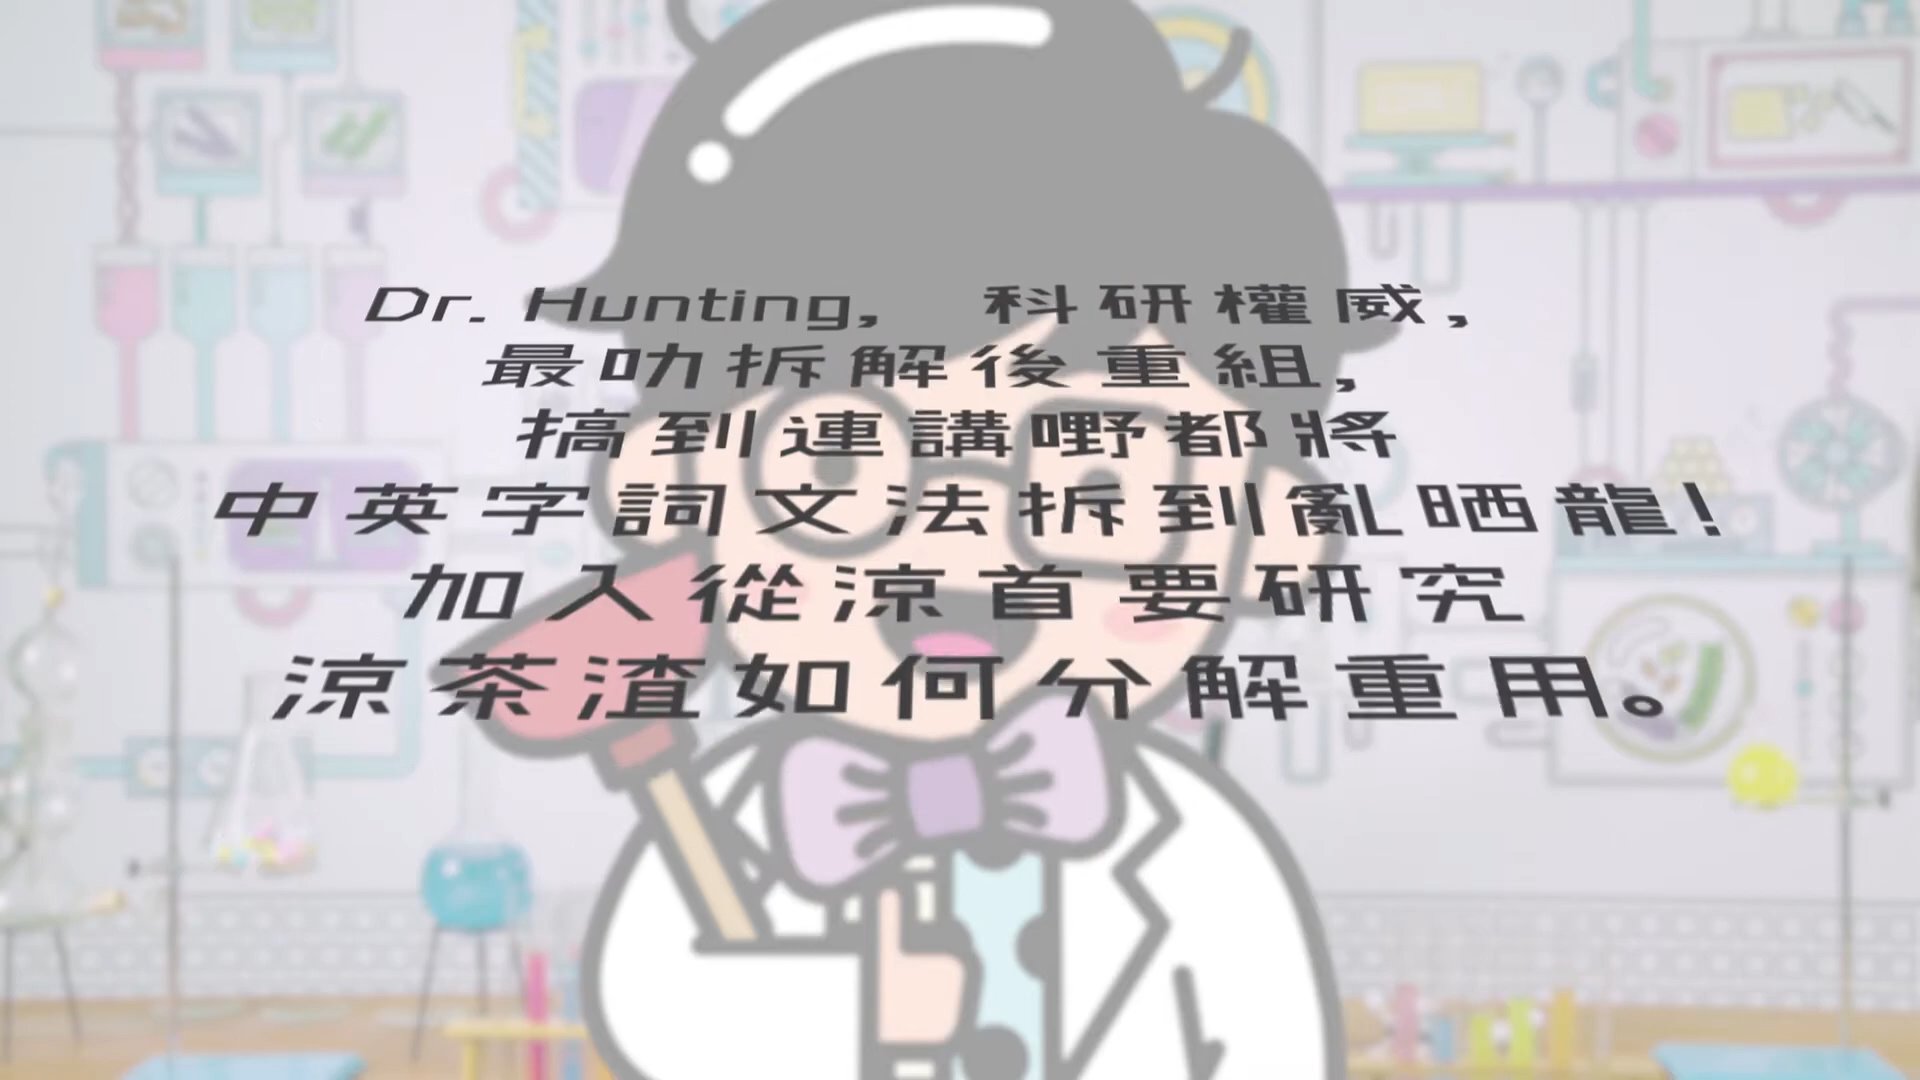 Dr. Hunting, 科研權威,
最叻拆解後重組,
搞到連講嘢都將
中英字詞文法拆到亂晒龍!
加入從涼首要研究
涼茶渣如何分解重用。